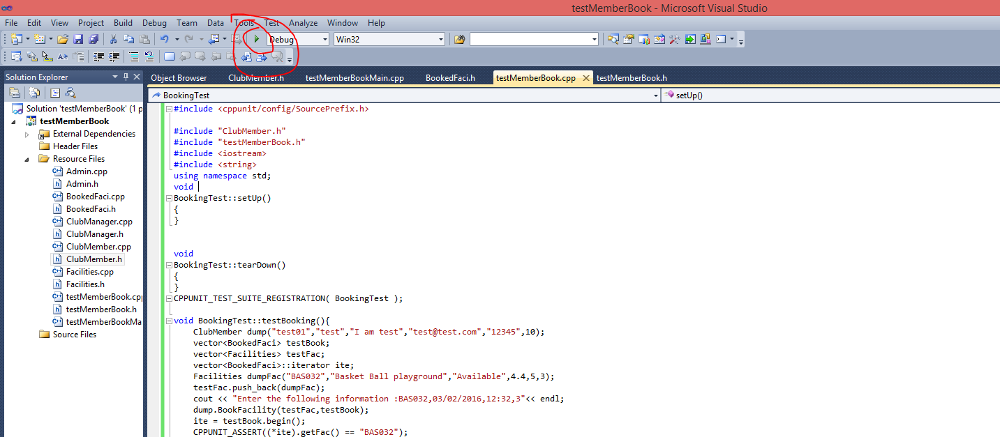 testMemberBook - Microsoft Visual Studio
File Edit View Project Build Debug Team Data Tools Test Analyze Window Help
Debug Win32
Solution Explorer
Object Browser ClubMember.h testMemberBookMain.cpp BookedFaci.h testMemberBook.cpp testMemberBook.h
BookingTest setUp()
Solution 'testMemberBook' (1 p
testMemberBook
External Dependencies
Header Files
Resource Files
Admin.cpp
Admin.h
BookedFaci.cpp
BookedFaci.h
ClubManager.cpp
ClubManager.h
ClubMember.cpp
ClubMember.h
Facilities.cpp
Facilities.h
testMemberBook.cpp
testMemberBook.h
testMemberBookMa
Source Files
#include <cppunit/config/SourcePrefix.h>
#include "ClubMember.h"
#include "testMemberBook.h"
#include <iostream>
#include <string>
using namespace std;
void
BookingTest::setUp()
{
}
void
BookingTest::tearDown()
{
}
CPPUNIT_TEST_SUITE_REGISTRATION( BookingTest );
void BookingTest::testBooking(){
ClubMember dump("test01","test","I am test","test@test.com","12345",10);
vector<BookedFaci> testBook;
vector<Facilities> testFac;
vector<BookedFaci>::iterator ite;
Facilities dumpFac("BAS032","Basket Ball playground","Available",4.4,5,3);
testFac.push_back(dumpFac);
cout << "Enter the following information :BAS032,03/02/2016,12:32,3"<< endl;
dump.BookFacility(testFac,testBook);
ite = testBook.begin();
CPPUNIT_ASSERT((*ite).getFac() == "BAS032");